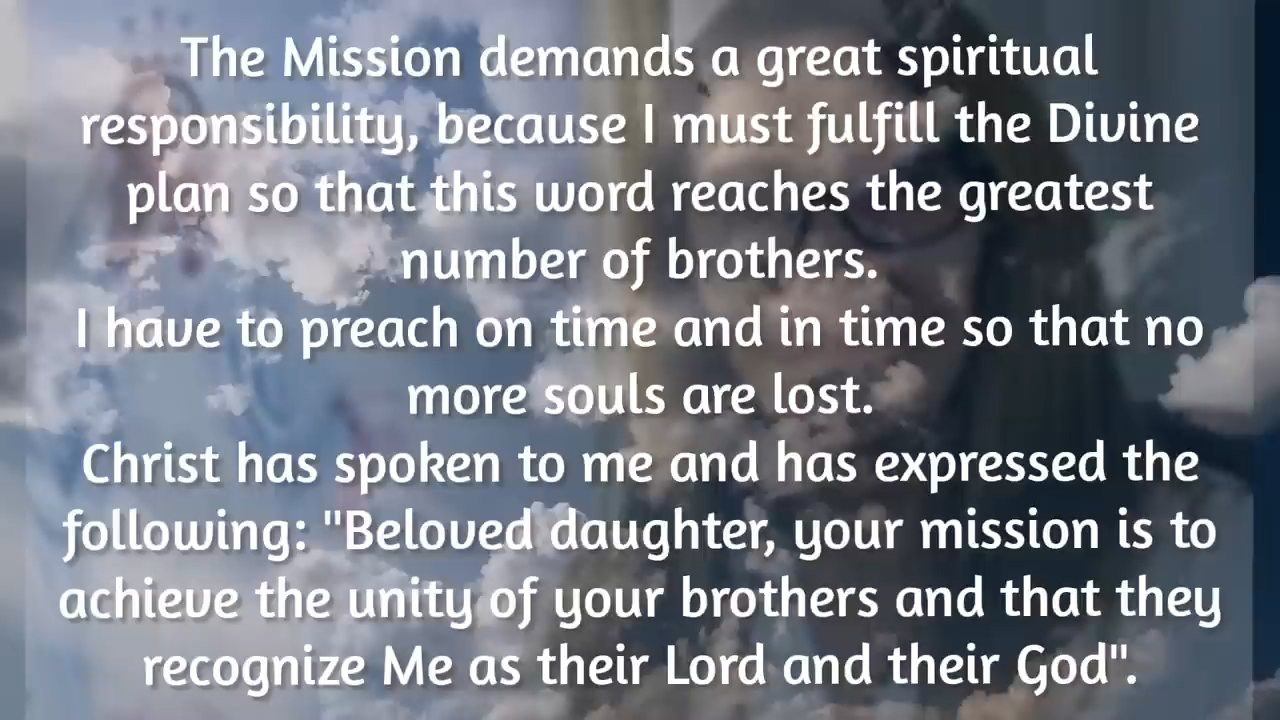 The Mission demands a great spiritual
responsibility, because I must fulfill the Divine
plan so that this word reaches the greatest
number of brothers.
I have to preach on time and in time so that no
more souls are lost.
Christ has spoken to me and has expressed the
following: "Beloved daughter, your mission is to
achieve the unity of your brothers and that they
recognize Me as their Lord and their God".